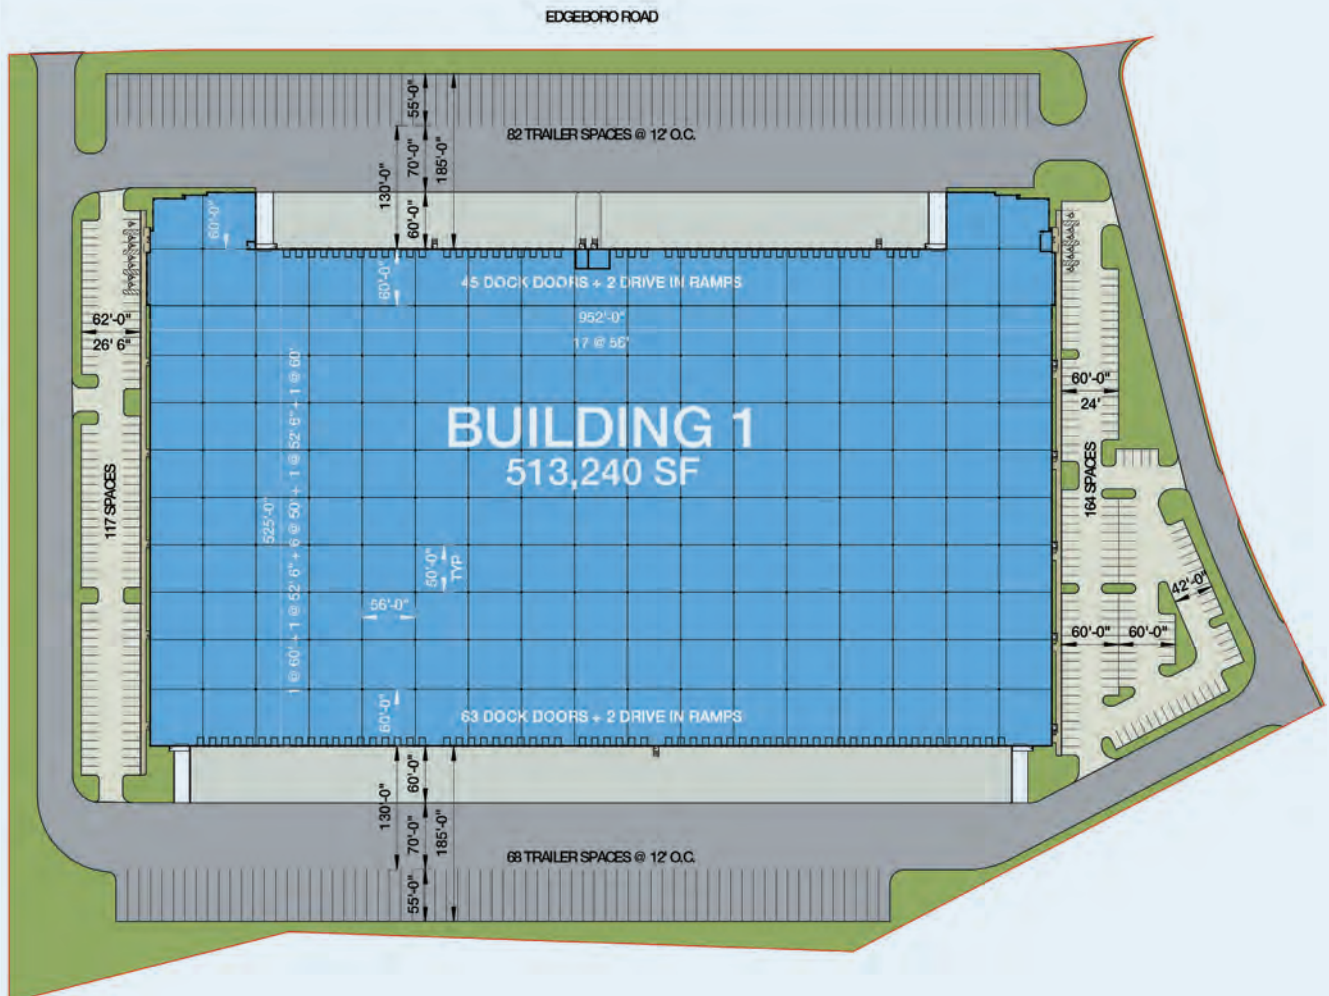 EDGEBORO ROAD
55'-0"
82 TRAILER SPACES @ 12' O.C.
130'-0"
70'-0"
185'-0"
60'-0"
60'-0"
60'-0"
45 DOCK DOORS + 2 DRIVE IN RAMPS
952'-0"
17 @ 56'
62'-0"
26' 6"
60'-0"
24'
BUILDING 1
513,240 SF
117 SPACES
164 SPACES
525'-0"
1 @ 60' + 1 @ 52' 6" + 6 @ 50' + 1 @ 52' 6" + 1 @ 60'
50'-0"
TYP
56'-0"
42'-0"
60'-0"
60'-0"
60'-0"
63 DOCK DOORS + 2 DRIVE IN RAMPS
60'-0"
130'-0"
70'-0"
185'-0"
68 TRAILER SPACES @ 12' O.C.
55'-0"